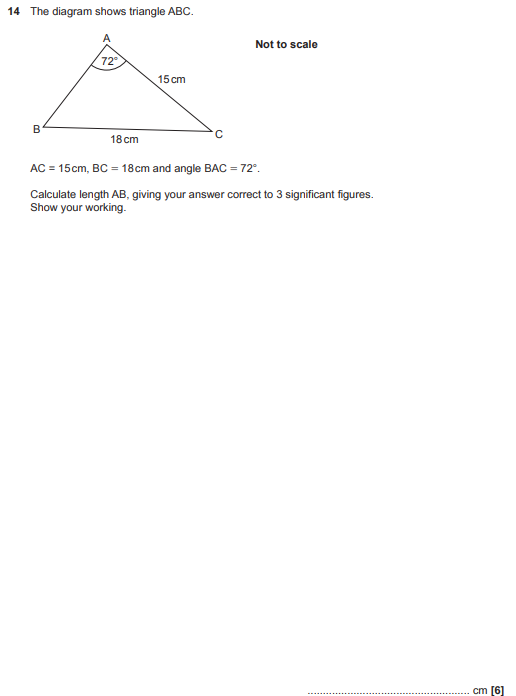 14 The diagram shows triangle ABC.
A
Not to scale
72°
15 cm
B
C
18 cm
AC = 15 cm, BC = 18 cm and angle BAC = 72°.
Calculate length AB, giving your answer correct to 3 significant figures.
Show your working.
...................................................... cm [6]